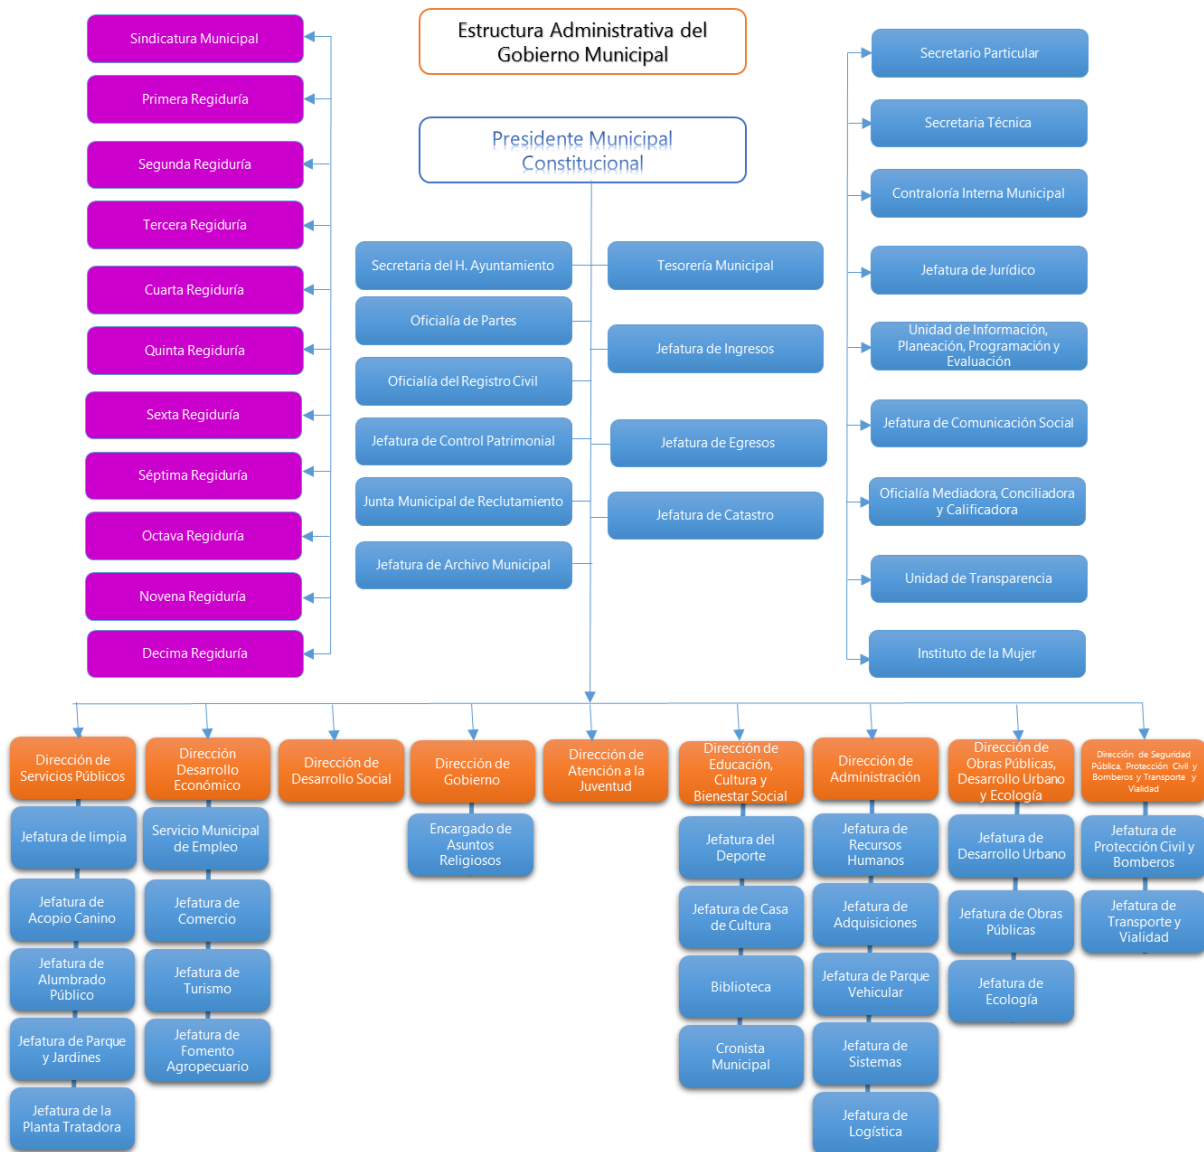 Estructura Administrativa del
Gobierno Municipal
Presidente Municipal
Constitucional
Sindicatura Municipal
Primera Regiduría
Segunda Regiduría
Tercera Regiduría
Cuarta Regiduría
Quinta Regiduría
Sexta Regiduría
Séptima Regiduría
Octava Regiduría
Novena Regiduría
Decima Regiduría
Secretaria del H. Ayuntamiento
Oficialía de Partes
Oficialía del Registro Civil
Jefatura de Control Patrimonial
Junta Municipal de Reclutamiento
Jefatura de Archivo Municipal
Tesorería Municipal
Jefatura de Ingresos
Jefatura de Egresos
Jefatura de Catastro
Secretario Particular
Secretaria Técnica
Contraloría Interna Municipal
Jefatura de Jurídico
Unidad de Información,
Planeación, Programación y
Evaluación
Jefatura de Comunicación Social
Oficialía Mediadora, Conciliadora
y Calificadora
Unidad de Transparencia
Instituto de la Mujer
Dirección de
Servicios Públicos
Jefatura de limpia
Jefatura de
Acopio Canino
Jefatura de
Alumbrado
Público
Jefatura de Parque
y Jardines
Jefatura de la
Planta Tratadora
Dirección
Desarrollo
Económico
Servicio Municipal
de Empleo
Jefatura de
Comercio
Jefatura de
Turismo
Jefatura de
Fomento
Agropecuario
Dirección de
Desarrollo Social
Dirección de
Gobierno
Encargado de
Asuntos
Religiosos
Dirección de
Atención a la
Juventud
Dirección de
Educación,
Cultura y
Bienestar Social
Jefatura del
Deporte
Jefatura de Casa
de Cultura
Biblioteca
Cronista
Municipal
Dirección de
Administración
Jefatura de
Recursos
Humanos
Jefatura de
Adquisiciones
Jefatura de Parque
Vehicular
Jefatura de
Sistemas
Jefatura de
Logística
Dirección de
Obras Públicas,
Desarrollo Urbano
y Ecología
Jefatura de
Desarrollo Urbano
Jefatura de Obras
Públicas
Jefatura de
Ecología
Dirección de Seguridad
Pública, Protección Civil y
Bomberos y Transporte y
Vialidad
Jefatura de
Protección Civil y
Bomberos
Jefatura de
Transporte y
Vialidad